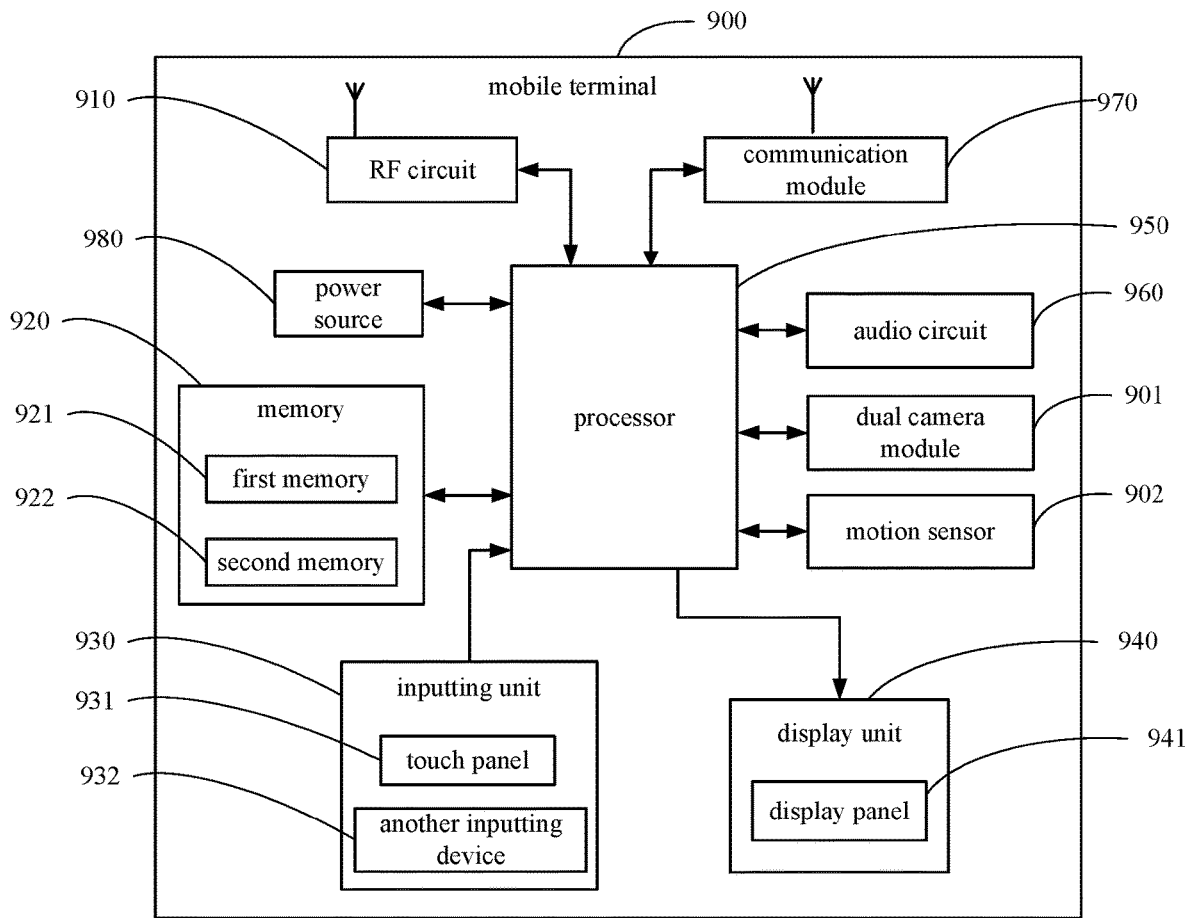 900
mobile terminal
910
970
RF circuit
communication
module
980
950
power
source
960
920
audio circuit
memory
921
901
processor
dual camera
module
first memory
922
902
second memory
motion sensor
930
940
inputting unit
931
display unit
941
touch panel
932
display panel
another inputting
device